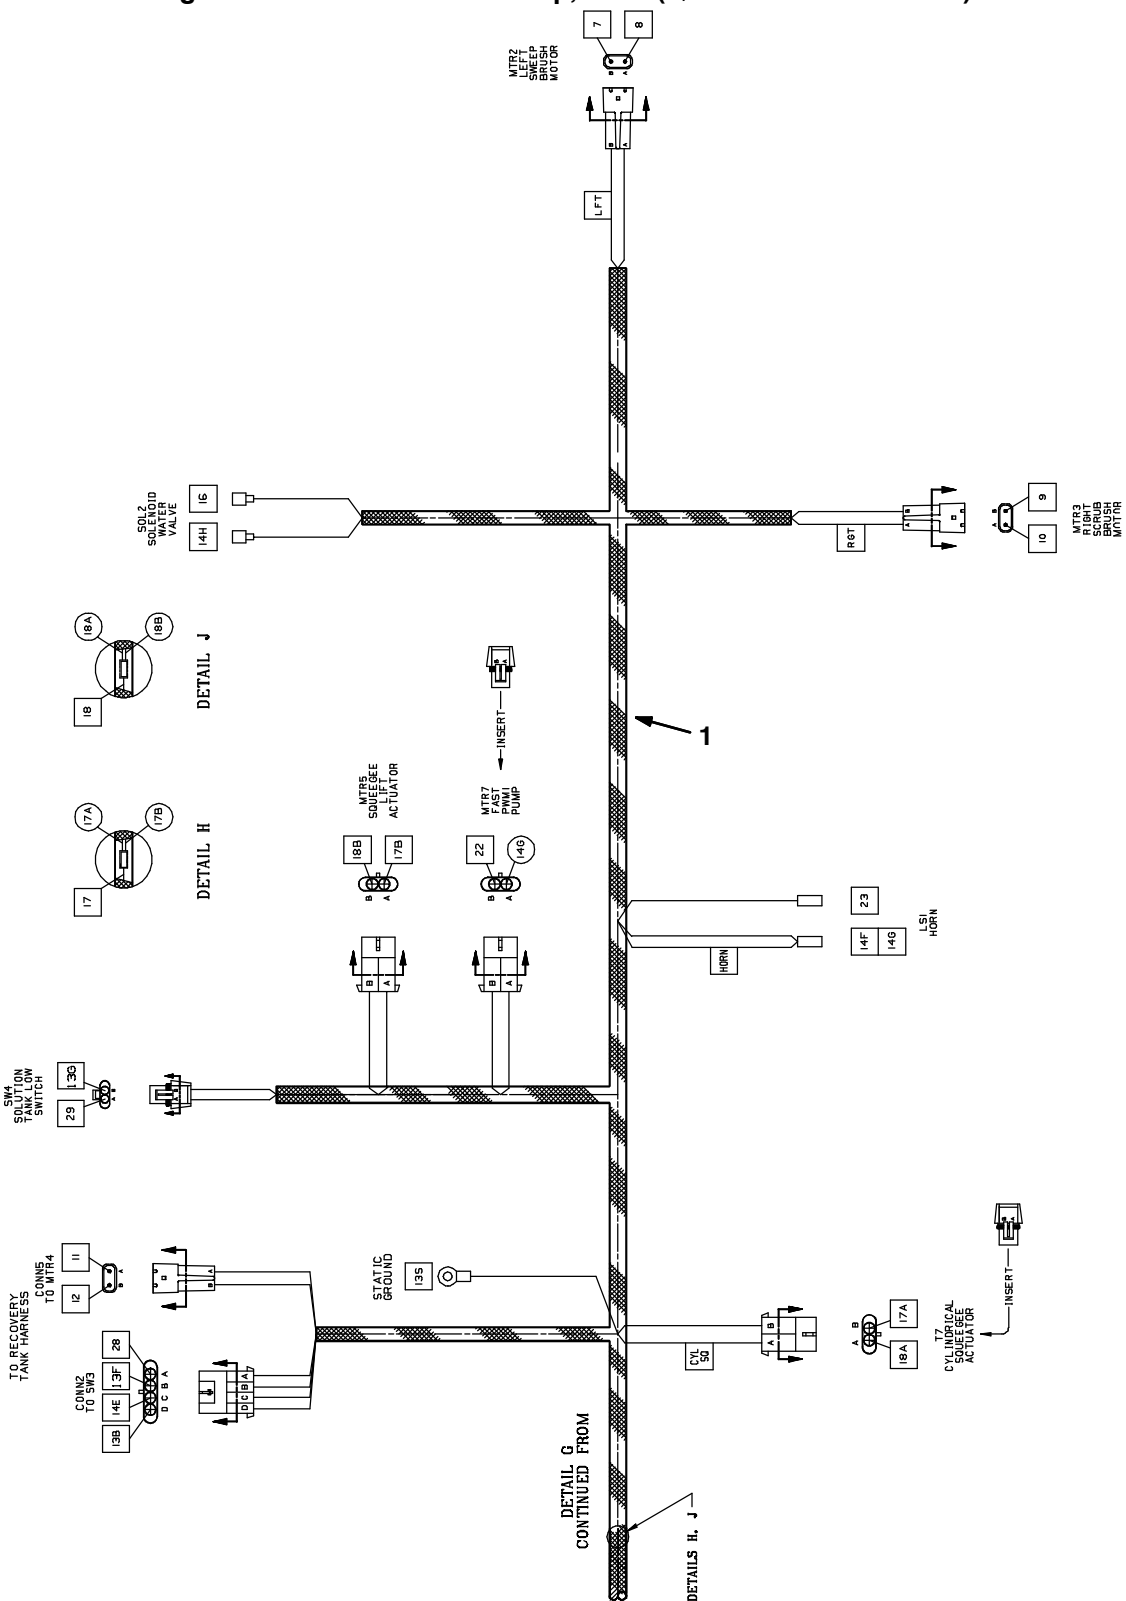 7
8
MTR2
LEFT
SWEEP
BRUSH
MOTOR
B A
B
A
LFT
SOL2
SOLENOID
WATER
VALVE
16
14H
RGT
B
A
A B
9
10
MTR3
RIGHT
SCRUB
BRUSH
MOTOR
18A
18B
18
DETAIL J
17A
17B
17
DETAIL H
B
A
INSERT
MTR7
FAST
PWM1
PUMP
22
14G
B A
B
A
MTR5
SQUEEGEE
LIFT
ACTUATOR
18B
17B
B A
B
A
1
HORN
23
14F
14G
LS1
HORN
SW4
SOLUTION
TANK LOW
SWITCH
13G
29
A B
TO RECOVERY
TANK HARNESS
CONN5
TO MTR4
11
12
B A
A
B
CONN2
TO SW3
28
13F
14E
13B
D C B A
A
B
C
D
STATIC
GROUND
13S
CYL
SQ
B
A
A B
17A
18A
T7
CYLINDRICAL
SQUEEGEE
ACTUATOR
INSERT
B
A
DETAIL G
CONTINUED FROM
DETAILS H, J